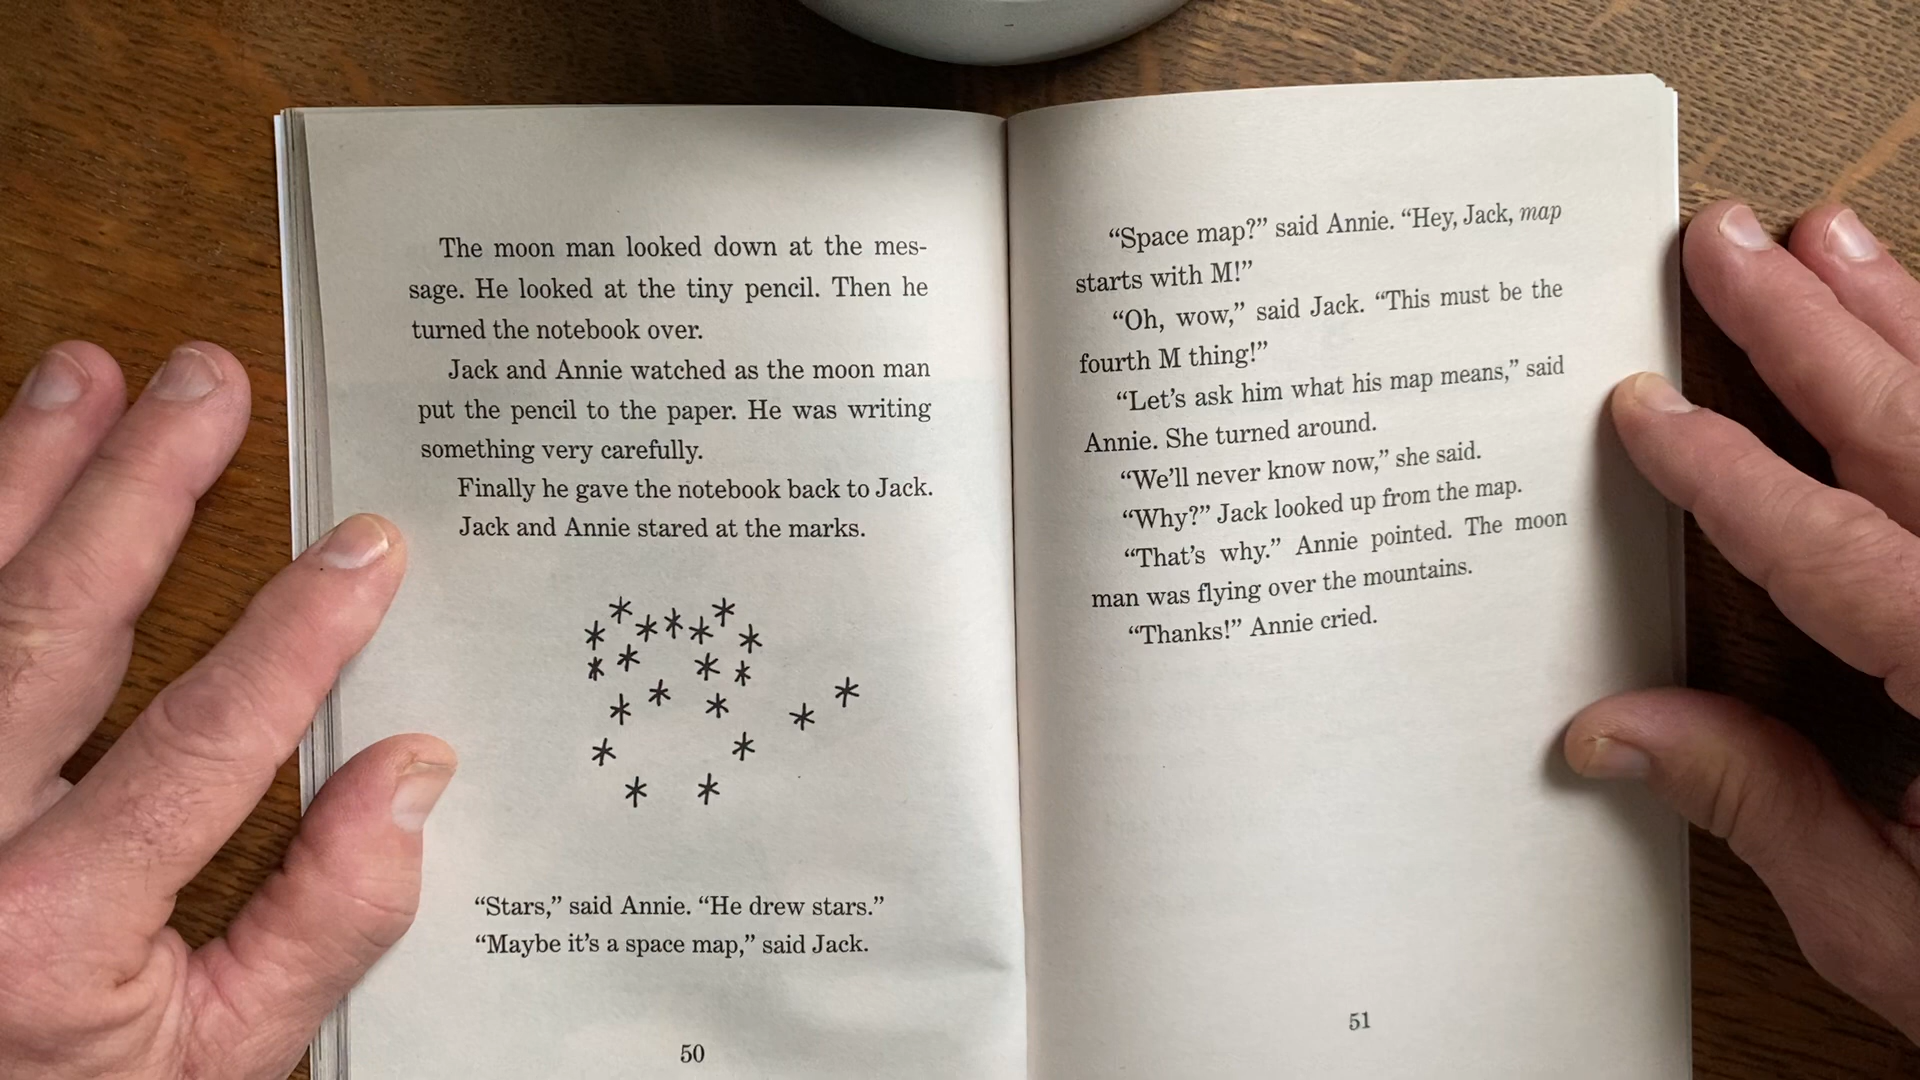 The moon man looked down at the mes-
sage. He looked at the tiny pencil. Then he
turned the notebook over.
Jack and Annie watched as the moon man
put the pencil to the paper. He was writing
something very carefully.
Finally he gave the notebook back to Jack.
Jack and Annie stared at the marks.
“Stars,” said Annie. “He drew stars.”
“Maybe it’s a space map,” said Jack.
50
“Space map?” said Annie. “Hey, Jack, map
starts with M!”
“Oh, wow,” said Jack. “This must be the
fourth M thing!”
“Let’s ask him what his map means,” said
Annie. She turned around.
“We’ll never know now,” she said.
“Why?” Jack looked up from the map.
“That’s why.” Annie pointed. The moon
man was flying over the mountains.
“Thanks!” Annie cried.
51